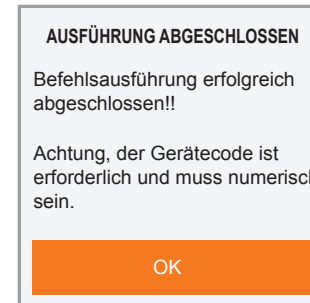 AUSFÜHRUNG ABGESCHLOSSEN
Befehlsausführung erfolgreich
abgeschlossen!!
Achtung, der Gerätecode ist
erforderlich und muss numerisch
sein.
OK